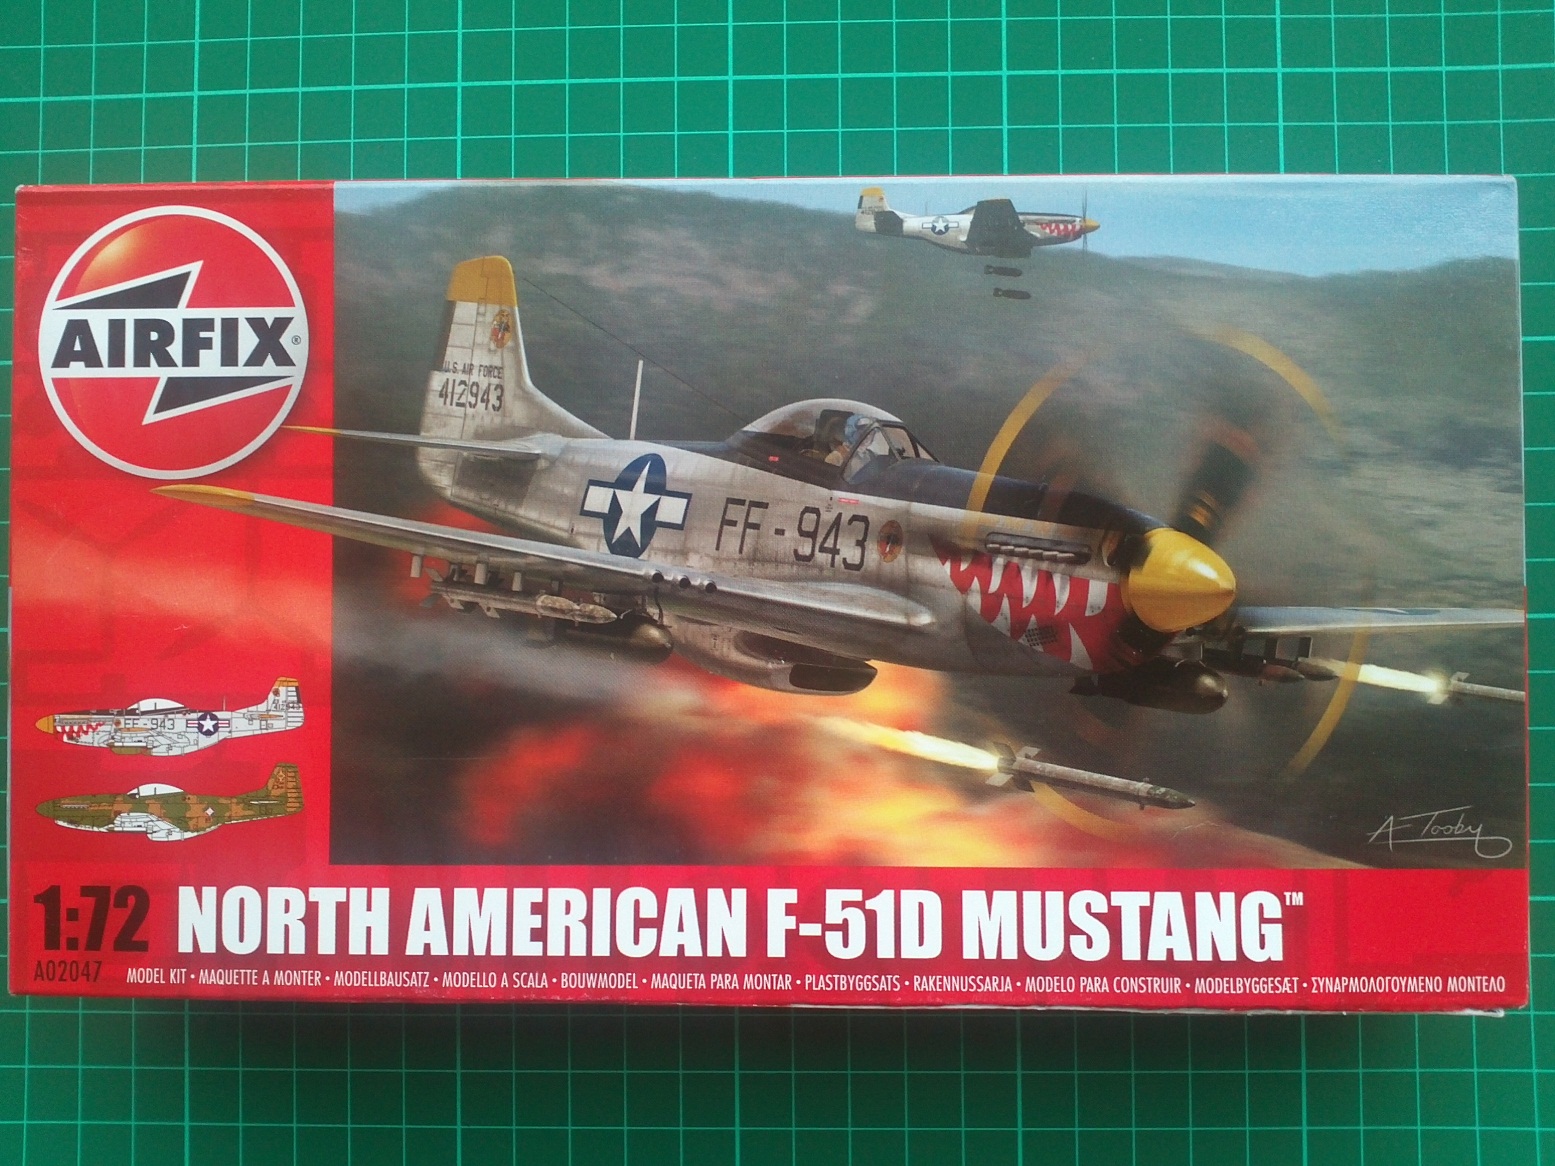 AIRFIX®
U.S. AIR FORCE
412943
FF-943
FF-943
A Tooby
1:72 NORTH AMERICAN F-51D MUSTANG™
A02047
MODEL KIT • MAQUETTE A MONTER • MODELLBAUSATZ • MODELLO A SCALA • BOUWMODEL • MAQUETA PARA MONTAR • PLASTBYGGSATS • RAKENNUSSARJA • MODELO PARA CONSTRUIR • MODELBYGGESÆT • ΣΥΝΑΡΜΟΛΟΓΟΥΜΕΝΟ ΜΟΝΤΕΛΟ